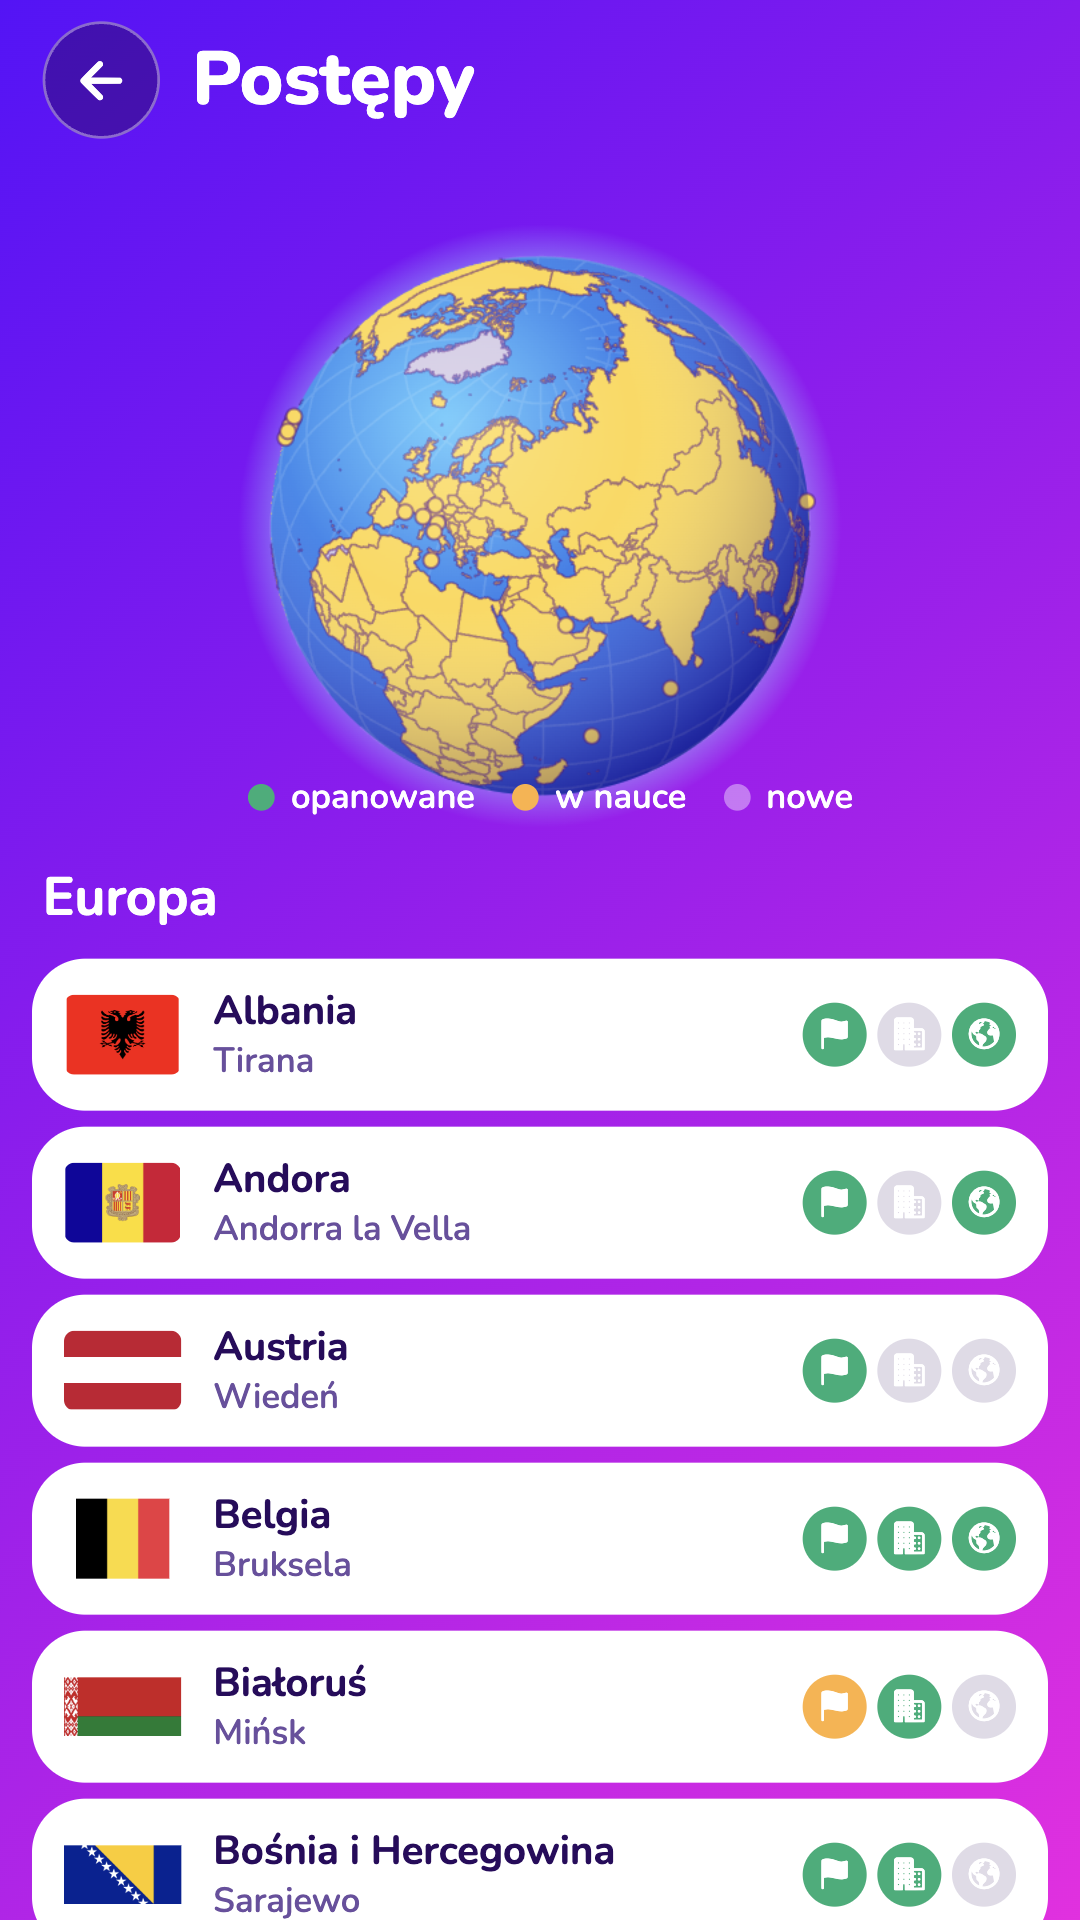 Postępy
opanowane
w nauce
nowe
Europa
Albania
Tirana
Andora
Andorra la Vella
Austria
Wiedeń
Belgia
Bruksela
Białoruś
Mińsk
Bośnia i Hercegowina
Sarajewo